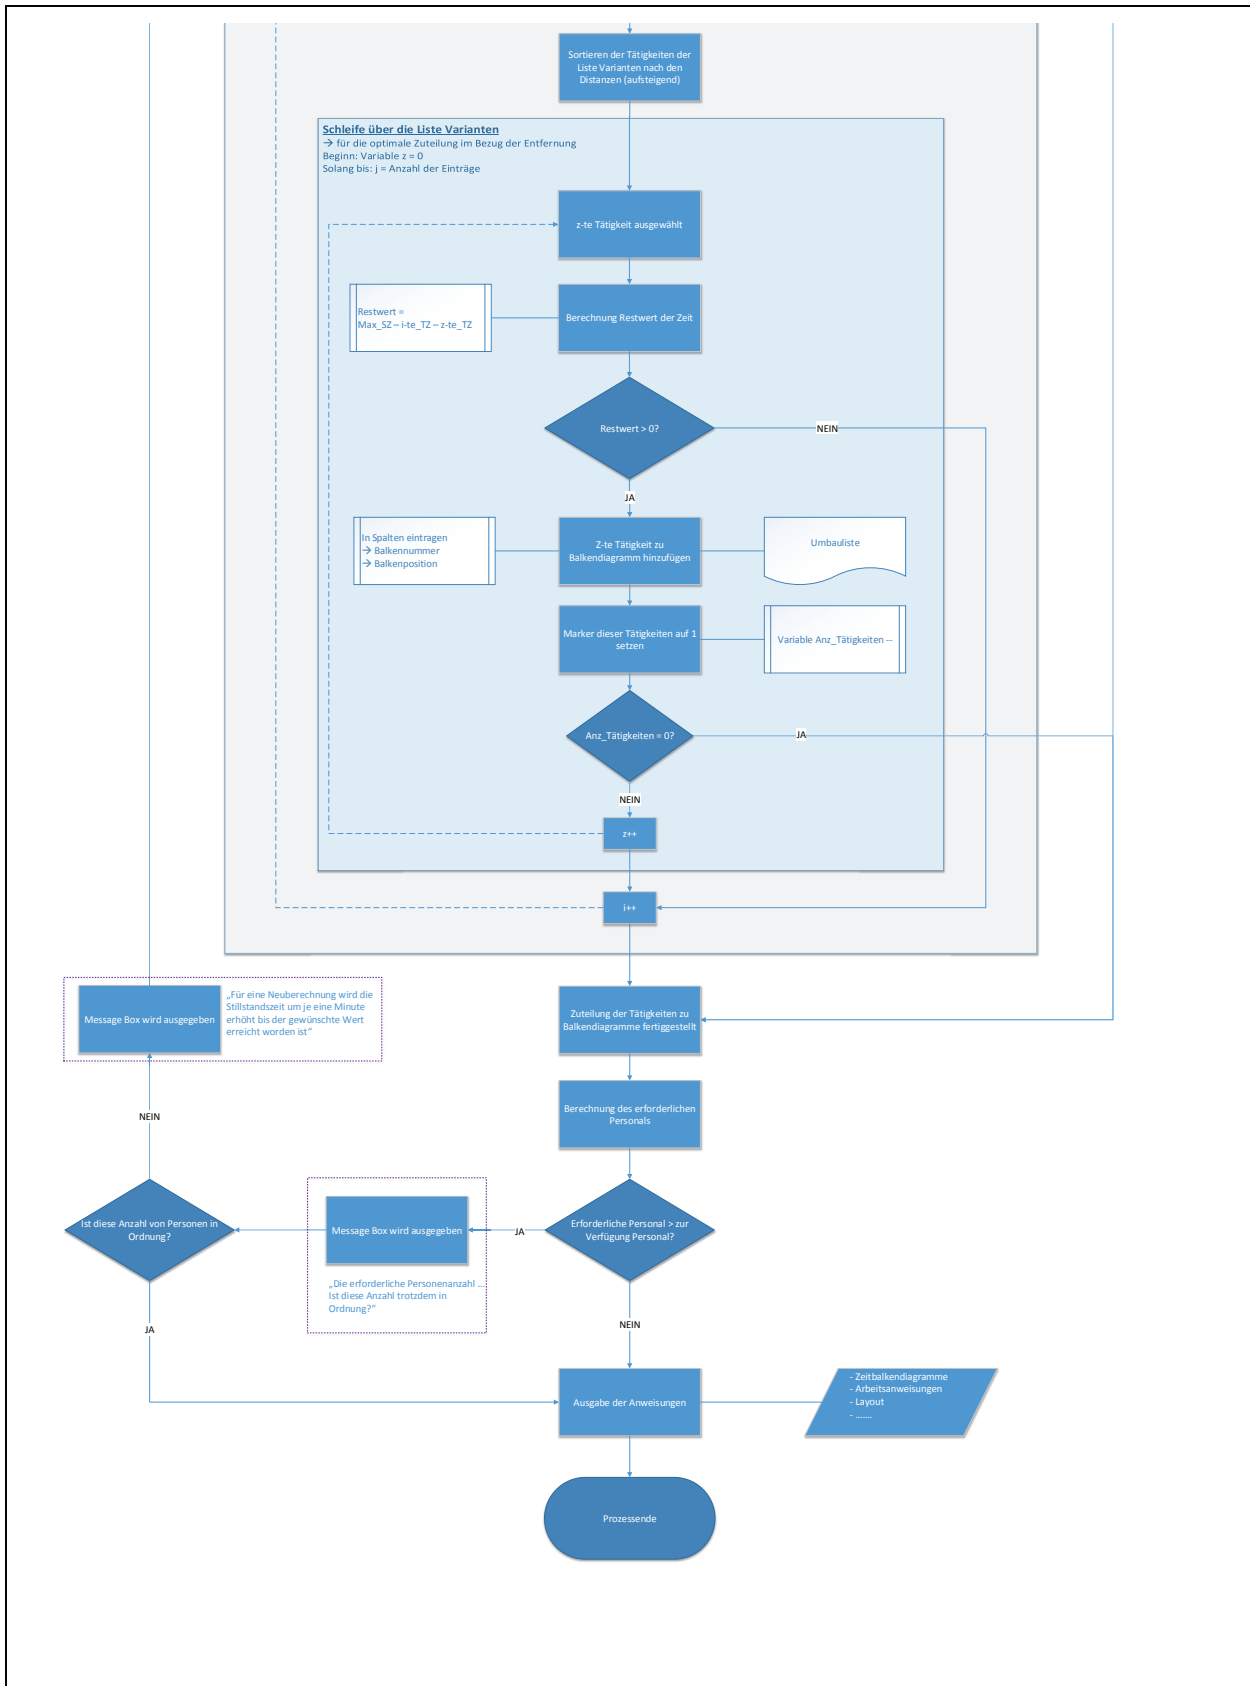 Sortieren der Tätigkeiten der
Liste Varianten nach den
Distanzen (aufsteigend)
Schleife über die Liste Varianten
→ für die optimale Zuteilung im Bezug der Entfernung
Beginn: Variable z = 0
Solang bis: j = Anzahl der Einträge
z-te Tätigkeit ausgewählt
Restwert =
Max_SZ – i-te_TZ – z-te_TZ
Berechnung Restwert der Zeit
Restwert > 0?
NEIN
JA
In Spalten eintragen
→ Balkennummer
→ Balkenposition
Z-te Tätigkeit zu
Balkendiagramm hinzufügen
Umbauliste
Marker dieser Tätigkeiten auf 1
setzen
Variable Anz_Tätigkeiten --
Anz_Tätigkeiten = 0?
JA
NEIN
z++
i++
Message Box wird ausgegeben
„Für eine Neuberechnung wird die
Stillstandszeit um je eine Minute
erhöht bis der gewünschte Wert
erreicht worden ist“
Zuteilung der Tätigkeiten zu
Balkendiagramme fertiggestellt
Berechnung des erforderlichen
Personals
NEIN
Ist diese Anzahl von Personen in
Ordnung?
Message Box wird ausgegeben
JA
Erforderliche Personal > zur
Verfügung Personal?
„Die erforderliche Personenanzahl ...
Ist diese Anzahl trotzdem in
Ordnung?“
JA
NEIN
Ausgabe der Anweisungen
- Zeitbalkendiagramme
- Arbeitsanweisungen
- Layout
- .......
Prozessende